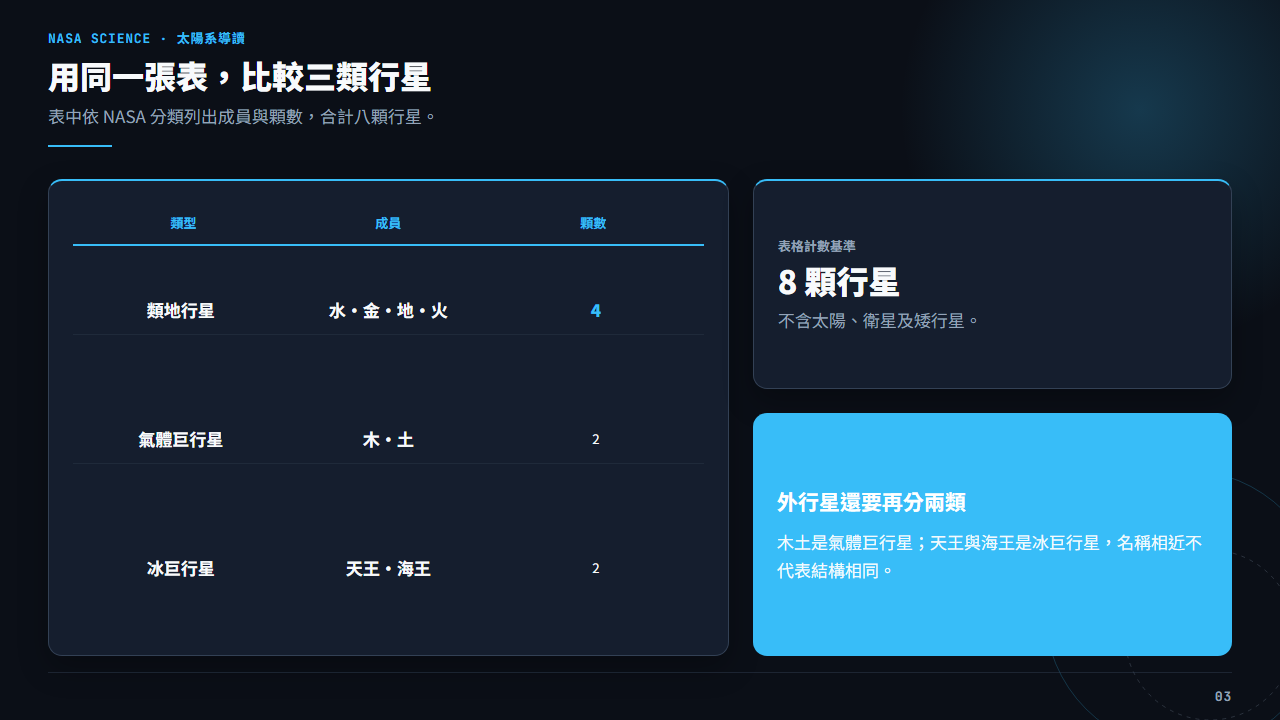 NASA SCIENCE · 太陽系導讀
用同一張表，比較三類行星
表中依 NASA 分類列出成員與顆數，合計八顆行星。
類型 成員 顆數
類地行星 水・金・地・火 4
氣體巨行星 木・土 2
冰巨行星 天王・海王 2
表格計數基準
8 顆行星
不含太陽、衛星及矮行星。
外行星還要再分兩類
木土是氣體巨行星；天王與海王是冰巨行星，名稱相近不
代表結構相同。
03